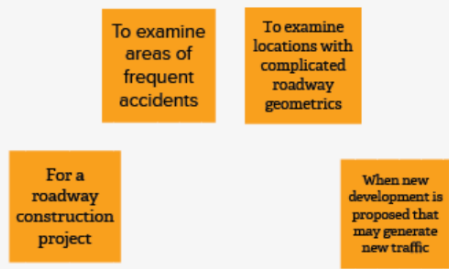 To examine
areas of
frequent
accidents
To examine
locations with
complicated
roadway
geometrics
For a
roadway
construction
project
When new
development is
proposed that
may generate
new traffic